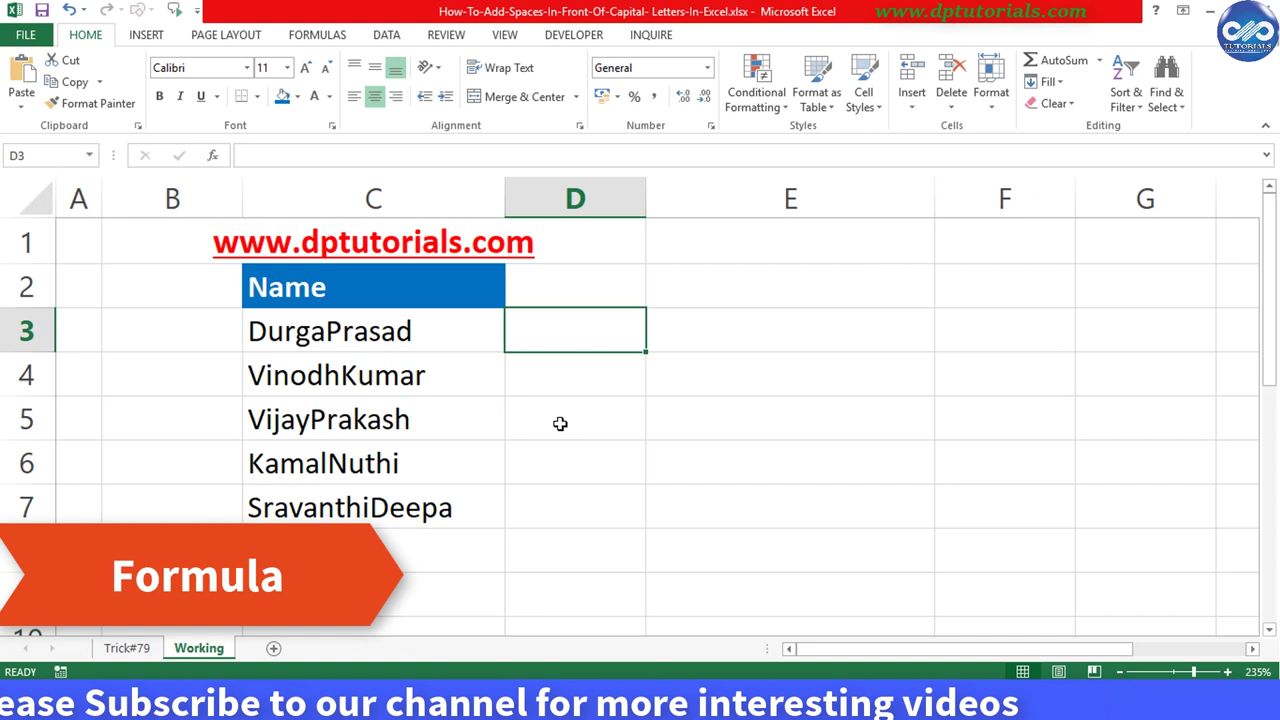 How-To-Add-Spaces-In-Front-Of-Capital- Letters-In-Excel.xlsx - Microsoft Excel
www.dptutorials.com
?
TUTORIALS
FILE HOME INSERT PAGE LAYOUT FORMULAS DATA REVIEW VIEW DEVELOPER INQUIRE
Paste
Cut
Copy
Format Painter
Clipboard
Calibri 11
B I U A
Font
Wrap Text
Merge & Center
Alignment
General
%
Number
Conditional Formatting
Format as Table
Cell Styles
Styles
Insert Delete Format
Cells
AutoSum
Fill
Clear
Sort & Filter
Find & Select
Editing
D3 fx
A B C D E F G
1 www.dptutorials.com
2 Name
3 DurgaPrasad
4 VinodhKumar
5 VijayPrakash
6 KamalNuthi
7 SravanthiDeepa
Formula
10
Trick#79 Working
READY 235%
ease Subscribe to our channel for more interesting videos